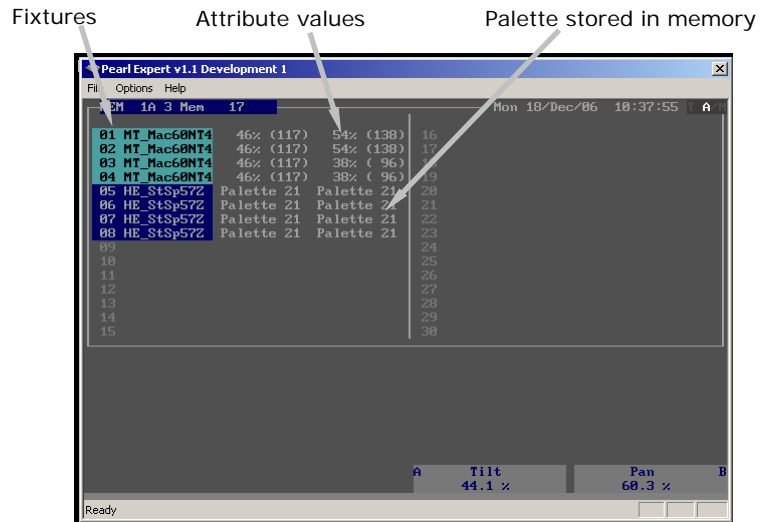 Fixtures Attribute values Palette stored in memory
Pearl Expert v1.1 Development 1
Options Help
1A 3 Mem 17 Mon 18/Dec/06 10:37:55 T A
01 MT_Mac60NT4 46% (117) 54% (138) 16
02 MT_Mac60NT4 46% (117) 54% (138) 17
03 MT_Mac60NT4 46% (117) 38% ( 96)
04 MT_Mac60NT4 46% (117) 38% ( 96) 19
05 HE_StSp57Z Palette 21 Palette 21 20
06 HE_StSp57Z Palette 21 Palette 21 21
07 HE_StSp57Z Palette 21 Palette 21 22
08 HE_StSp57Z Palette 21 Palette 21 23
09 24
10 25
11 26
12 27
13 28
14 29
15 30
A Tilt Pan B
44.1 % 60.3 %
Ready